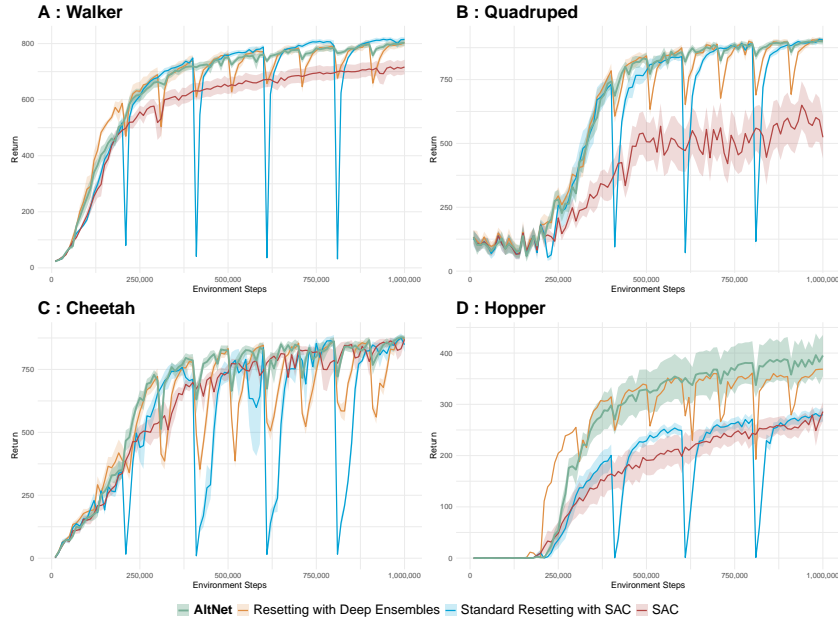 A : Walker
Return
800
600
400
200
0
0 250,000 500,000 750,000 1,000,000
Environment Steps
B : Quadruped
Return
750
500
250
0
0 250,000 500,000 750,000 1,000,000
Environment Steps
C : Cheetah
Return
750
500
250
0
0 250,000 500,000 750,000 1,000,000
Environment Steps
D : Hopper
Return
400
300
200
100
0
0 250,000 500,000 750,000 1,000,000
Environment Steps
AltNet Resetting with Deep Ensembles Standard Resetting with SAC SAC